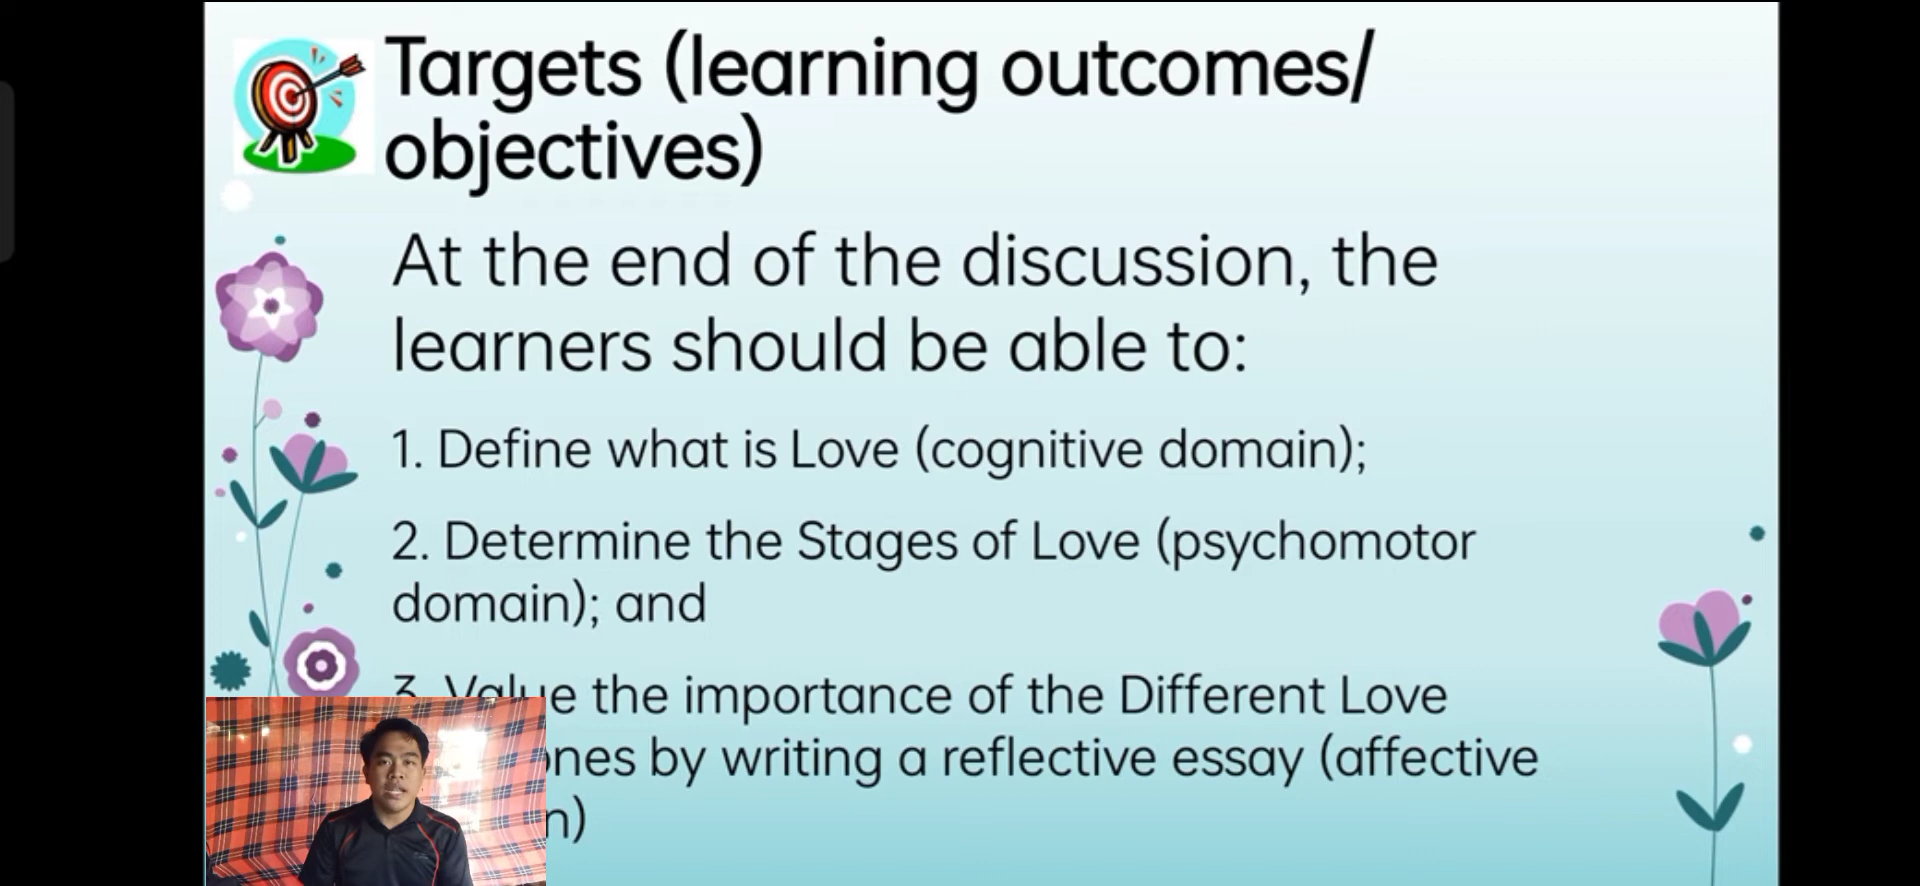 Targets (learning outcomes/
objectives)
At the end of the discussion, the
learners should be able to:
1. Define what is Love (cognitive domain);
2. Determine the Stages of Love (psychomotor
domain); and
3. Value the importance of the Different Love
by writing a reflective essay (affective